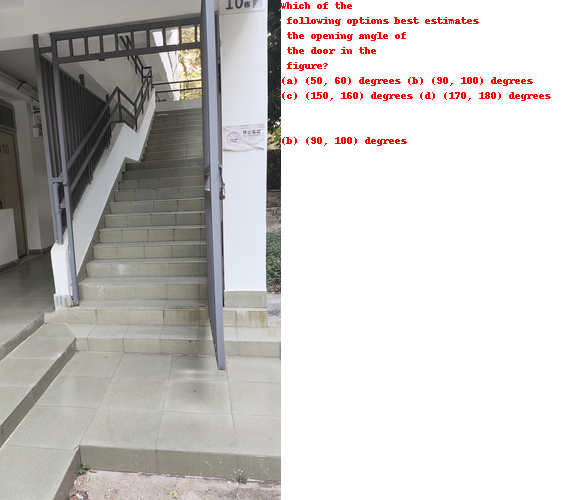 10栋
Which of the
following options best estimates
the opening angle of
the door in the
figure?
(a) (50, 60) degrees (b) (90, 100) degrees
(c) (150, 160) degrees (d) (170, 180) degrees
(b) (90, 100) degrees